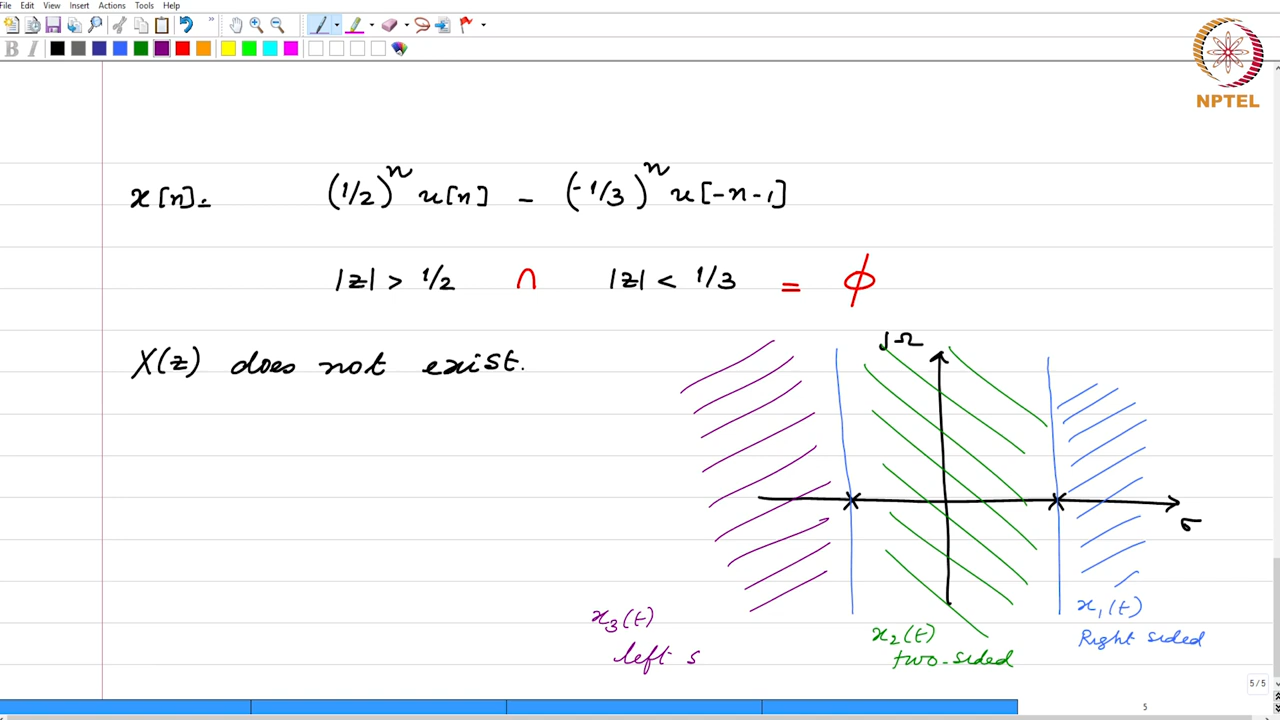 File Edit View Insert Actions Tools Help
NPTEL
x[n]= (1/2)^n u[n] - (-1/3)^n u[-n-1]
|z| > 1/2 ∩ |z| < 1/3 = ϕ
X(z) does not exist.
jΩ
σ
x₁(t)
Right sided
x₂(t)
two-sided
x₃(t)
left s
5/5
5